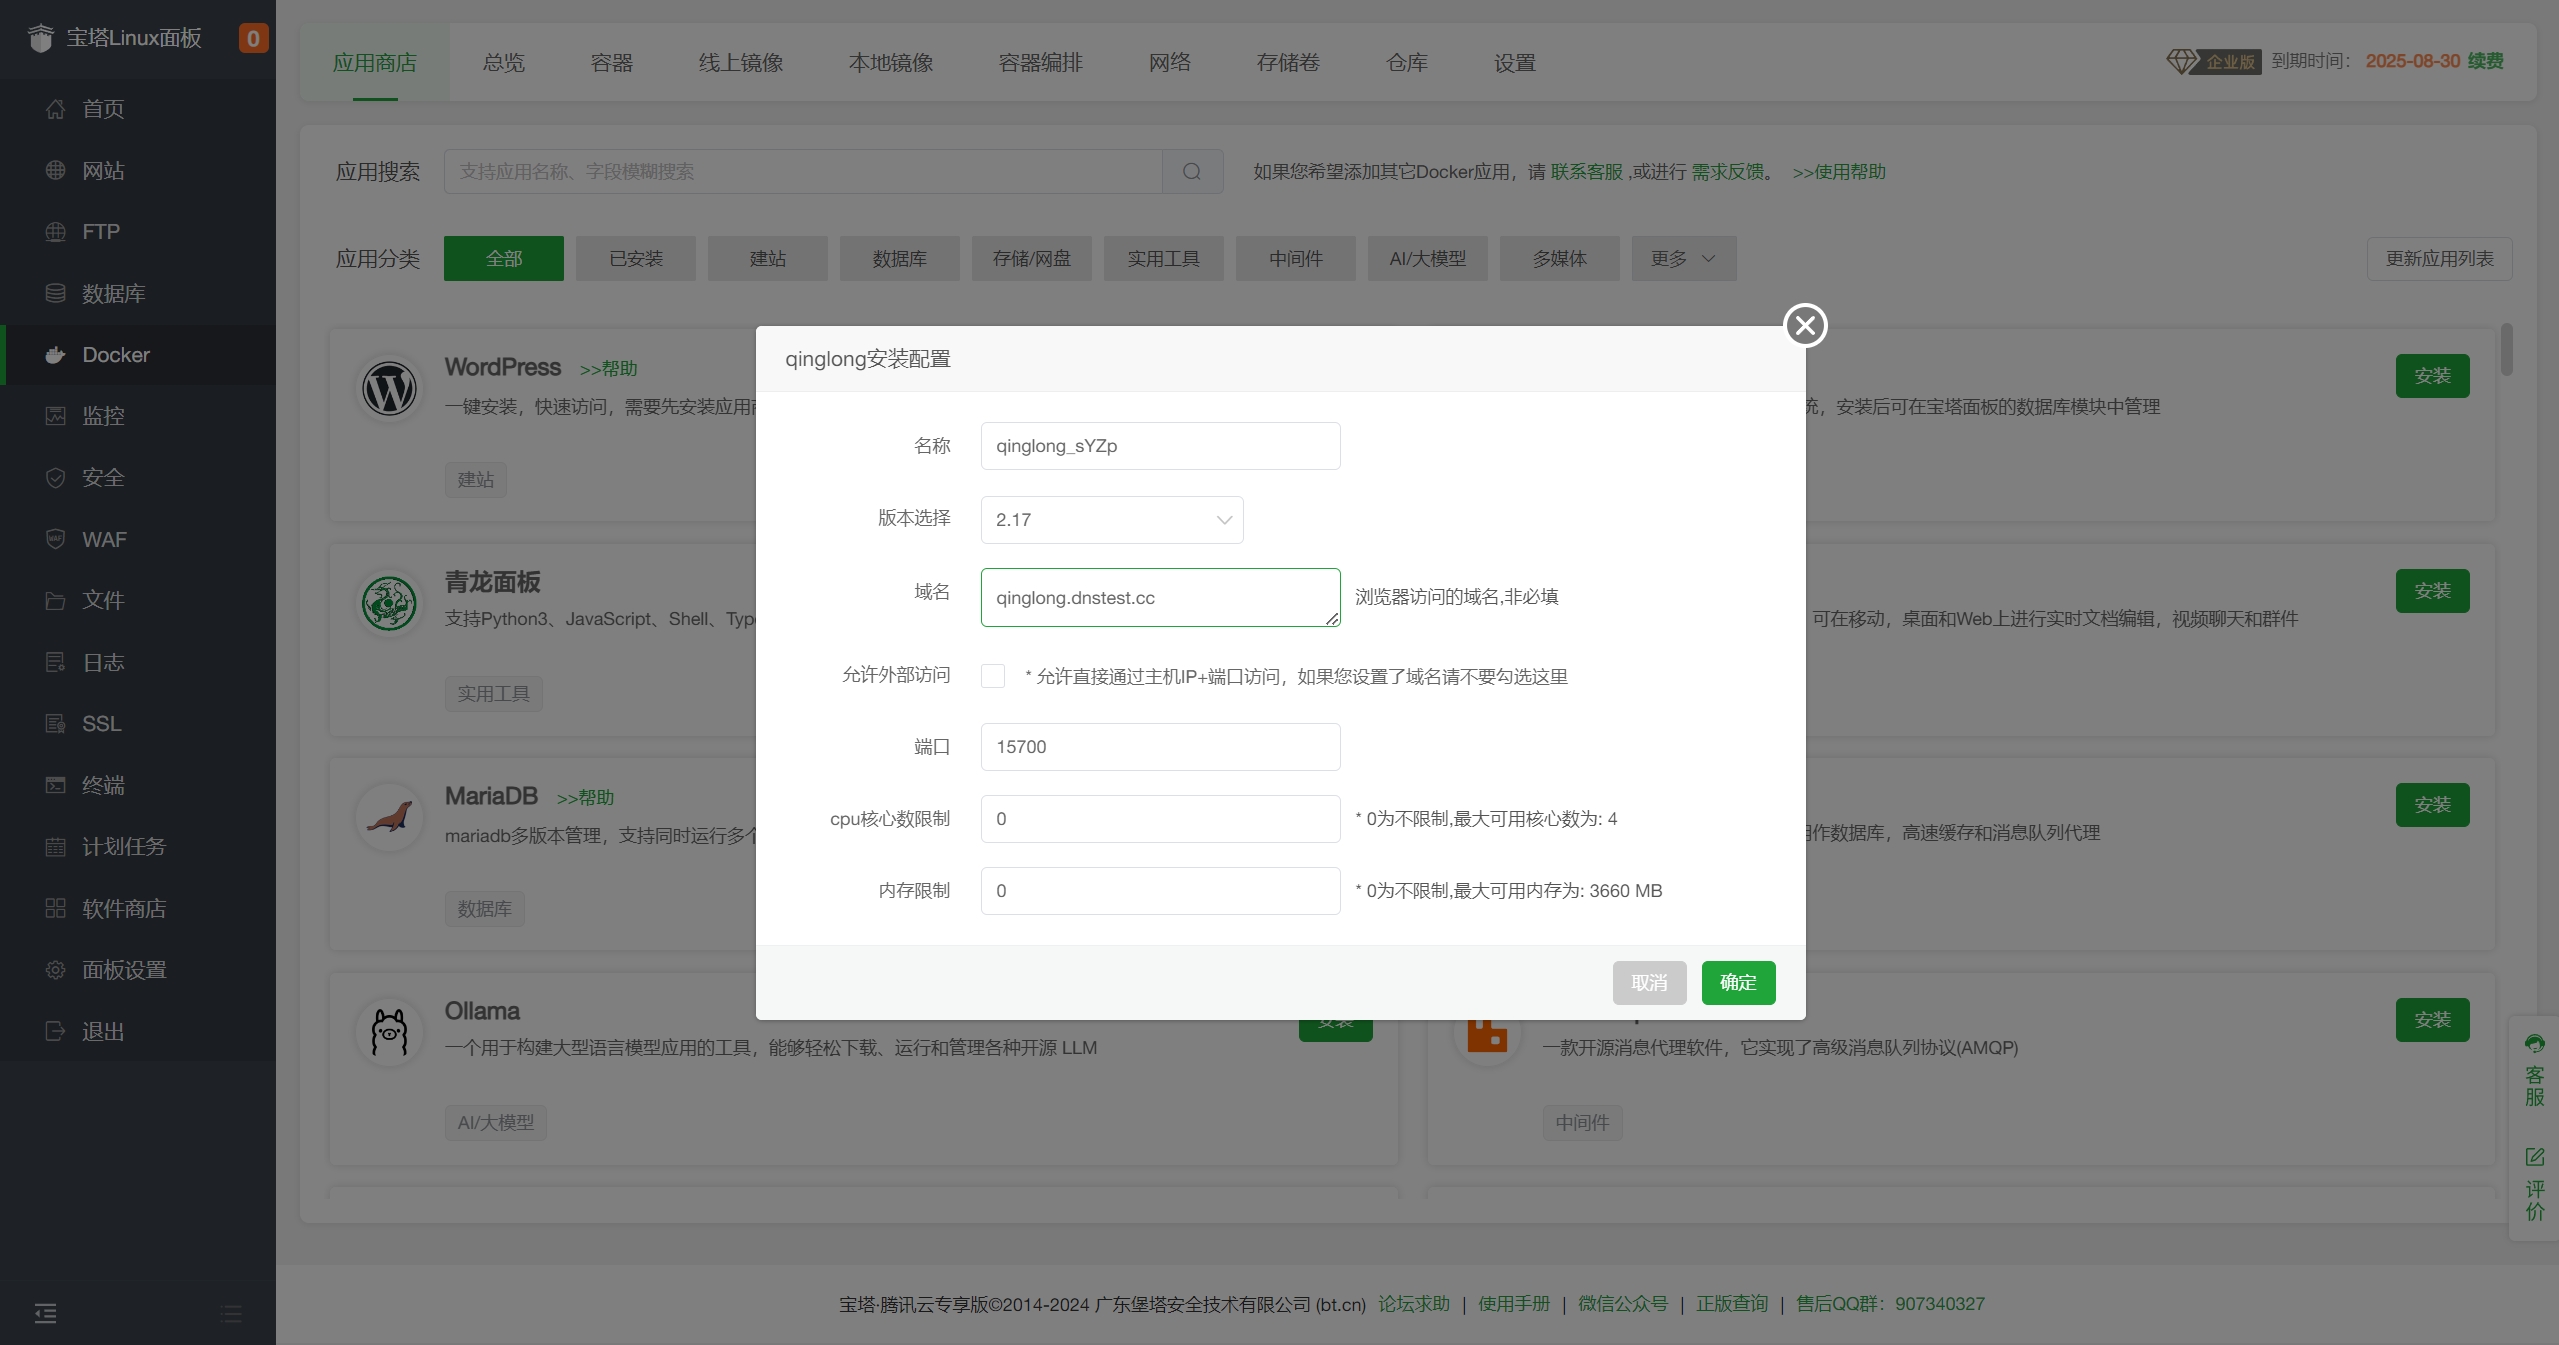 宝塔Linux面板 0
首页
网站
FTP
数据库
Docker
监控
安全
WAF
文件
日志
SSL
终端
计划任务
软件商店
面板设置
退出
应用商店 总览 容器 线上镜像 本地镜像 容器编排 网络 存储卷 仓库 设置
企业版 到期时间： 2025-08-30 续费
应用搜索 支持应用名称、字段模糊搜索 如果您希望添加其它Docker应用，请 联系客服 ,或进行 需求反馈。 >>使用帮助
应用分类 全部 已安装 建站 数据库 存储/网盘 实用工具 中间件 AI/大模型 多媒体 更多 更新应用列表
WordPress >>帮助
一键安装，快速访问，需要先安装应用
建站
安装
，安装后可在宝塔面板的数据库模块中管理
青龙面板
支持Python3、JavaScript、Shell、Typ
实用工具
安装
可在移动，桌面和Web上进行实时文档编辑，视频聊天和群件
MariaDB >>帮助
mariadb多版本管理，支持同时运行多
数据库
安装
作数据库，高速缓存和消息队列代理
Ollama
一个用于构建大型语言模型应用的工具，能够轻松下载、运行和管理各种开源 LLM
AI/大模型
安装
安装
一款开源消息代理软件，它实现了高级消息队列协议(AMQP)
中间件
qinglong安装配置
名称 qinglong_sYZp
版本选择 2.17
域名 qinglong.dnstest.cc 浏览器访问的域名,非必填
允许外部访问 * 允许直接通过主机IP+端口访问，如果您设置了域名请不要勾选这里
端口 15700
cpu核心数限制 0 * 0为不限制,最大可用核心数为: 4
内存限制 0 * 0为不限制,最大可用内存为: 3660 MB
取消 确定
客服
评价
宝塔·腾讯云专享版©2014-2024 广东堡塔安全技术有限公司 (bt.cn) 论坛求助 | 使用手册 | 微信公众号 | 正版查询 | 售后QQ群：907340327